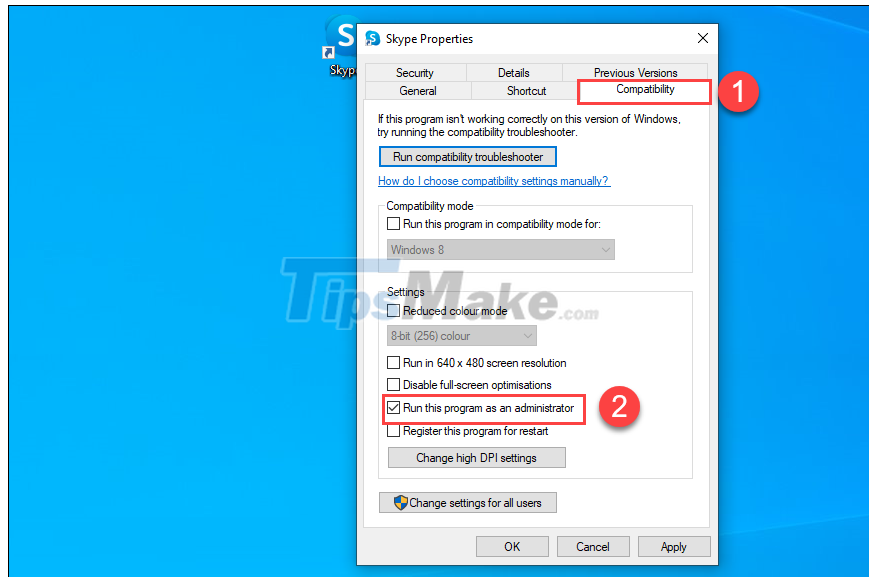 S
Skype
S
Skype Properties
Security
Details
Previous Versions
General
Shortcut
Compatibility
1
If this program isn't working correctly on this version of Windows,
try running the compatibility troubleshooter.
Run compatibility troubleshooter
How do I choose compatibility settings manually?
Compatibility mode
Run this program in compatibility mode for:
Windows 8
TipsMake.com
Settings
Reduced colour mode
8-bit (256) colour
Run in 640 x 480 screen resolution
Disable full-screen optimisations
Run this program as an administrator
2
Register this program for restart
Change high DPI settings
Change settings for all users
OK
Cancel
Apply